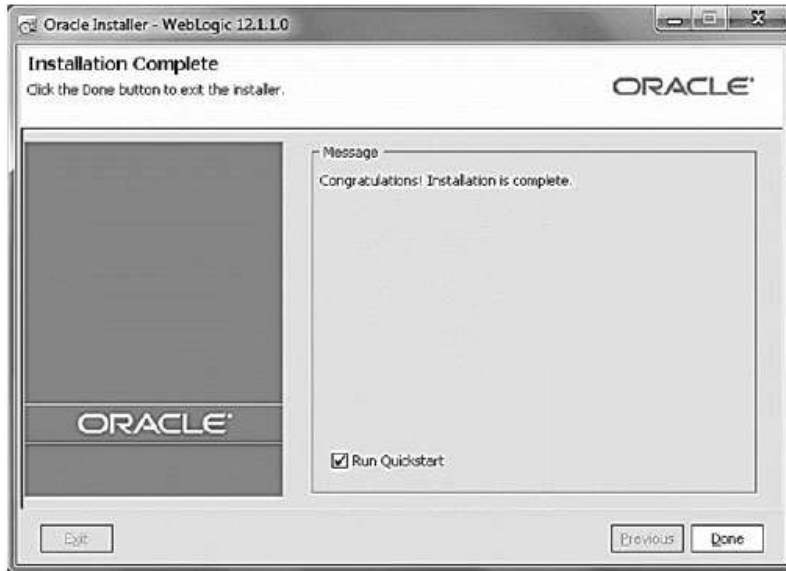 Oracle Installer - WebLogic 12.1.1.0
Installation Complete
Click the Done button to exit the installer.
ORACLE
Message
Congratulations! Installation is complete.
ORACLE
Run Quickstart
Exit
Previous
Done